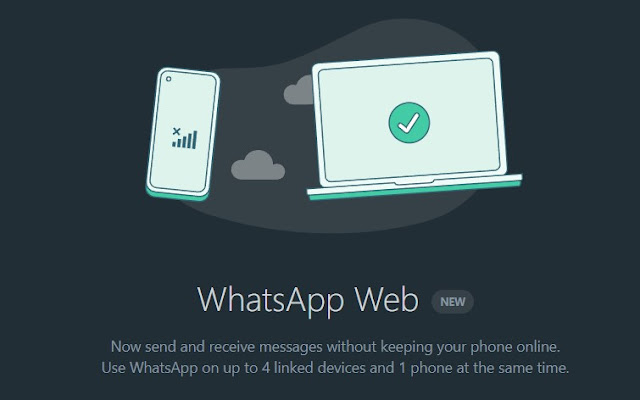 WhatsApp Web NEW
Now send and receive messages without keeping your phone online.
Use WhatsApp on up to 4 linked devices and 1 phone at the same time.